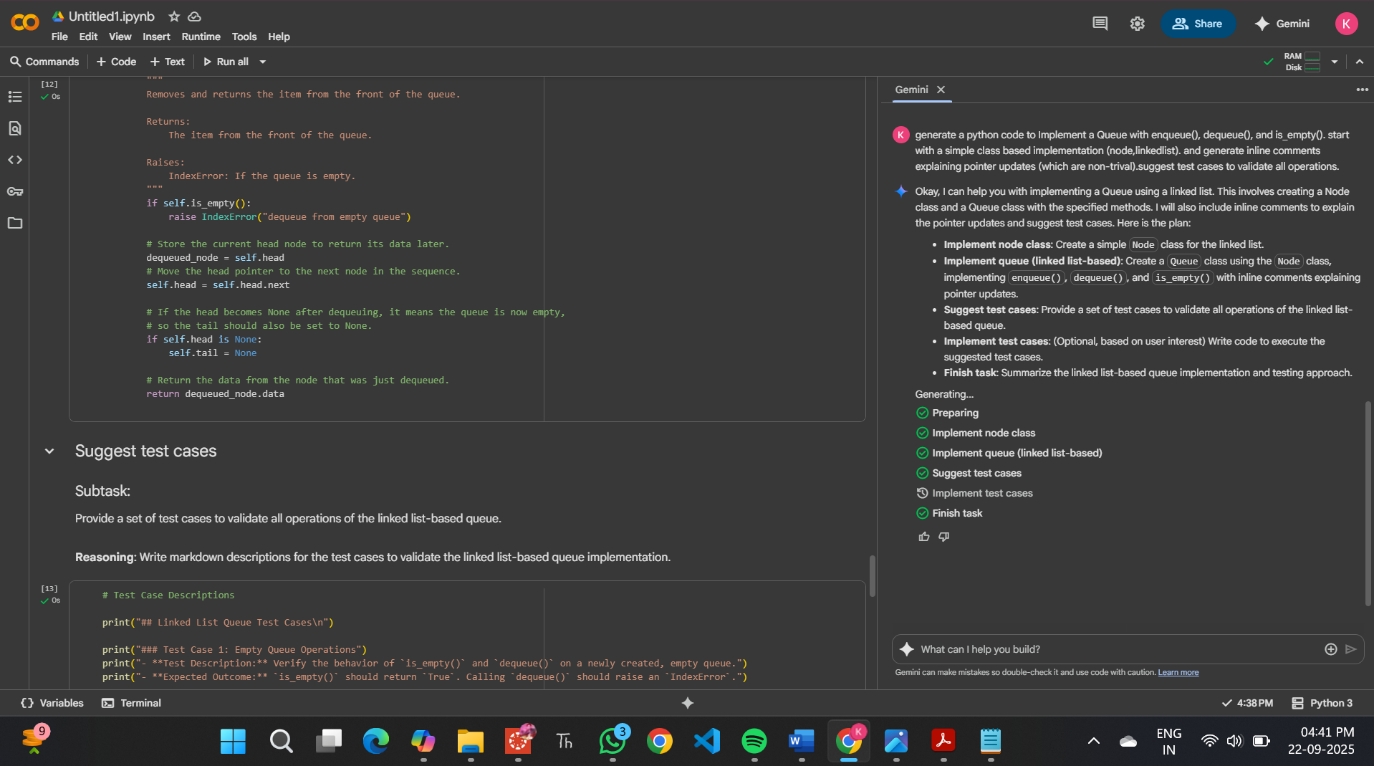 CO
Untitled1.ipynb
File Edit View Insert Runtime Tools Help
Share
Gemini
K
Commands + Code + Text Run all
RAM
Disk
[12]
0s
"""
Removes and returns the item from the front of the queue.
Returns:
The item from the front of the queue.
Raises:
IndexError: If the queue is empty.
"""
if self.is_empty():
raise IndexError("dequeue from empty queue")
# Store the current head node to return its data later.
dequeued_node = self.head
# Move the head pointer to the next node in the sequence.
self.head = self.head.next
# If the head becomes None after dequeuing, it means the queue is now empty,
# so the tail should also be set to None.
if self.head is None:
self.tail = None
# Return the data from the node that was just dequeued.
return dequeued_node.data
Suggest test cases
Subtask:
Provide a set of test cases to validate all operations of the linked list-based queue.
Reasoning: Write markdown descriptions for the test cases to validate the linked list-based queue implementation.
[13]
0s
# Test Case Descriptions
print("## Linked List Queue Test Cases\n")
print("### Test Case 1: Empty Queue Operations")
print("- **Test Description:** Verify the behavior of `is_empty()` and `dequeue()` on a newly created, empty queue.")
print("- **Expected Outcome:** `is_empty()` should return `True`. Calling `dequeue()` should raise an `IndexError`.")
Gemini
K
generate a python code to Implement a Queue with enqueue(), dequeue(), and is_empty(). start
with a simple class based implementation (node,linkedlist). and generate inline comments
explaining pointer updates (which are non-trival).suggest test cases to validate all operations.
Okay, I can help you with implementing a Queue using a linked list. This involves creating a Node
class and a Queue class with the specified methods. I will also include inline comments to explain
the pointer updates and suggest test cases. Here is the plan:
• Implement node class: Create a simple Node class for the linked list.
• Implement queue (linked list-based): Create a Queue class using the Node class,
implementing enqueue(), dequeue(), and is_empty() with inline comments explaining
pointer updates.
• Suggest test cases: Provide a set of test cases to validate all operations of the linked list-
based queue.
• Implement test cases: (Optional, based on user interest) Write code to execute the
suggested test cases.
• Finish task: Summarize the linked list-based queue implementation and testing approach.
Generating...
Preparing
Implement node class
Implement queue (linked list-based)
Suggest test cases
Implement test cases
Finish task
What can I help you build?
Gemini can make mistakes so double-check it and use code with caution. Learn more
{} Variables Terminal
4:38 PM Python 3
9
Th
3
K
W
ENG
IN
04:41 PM
22-09-2025